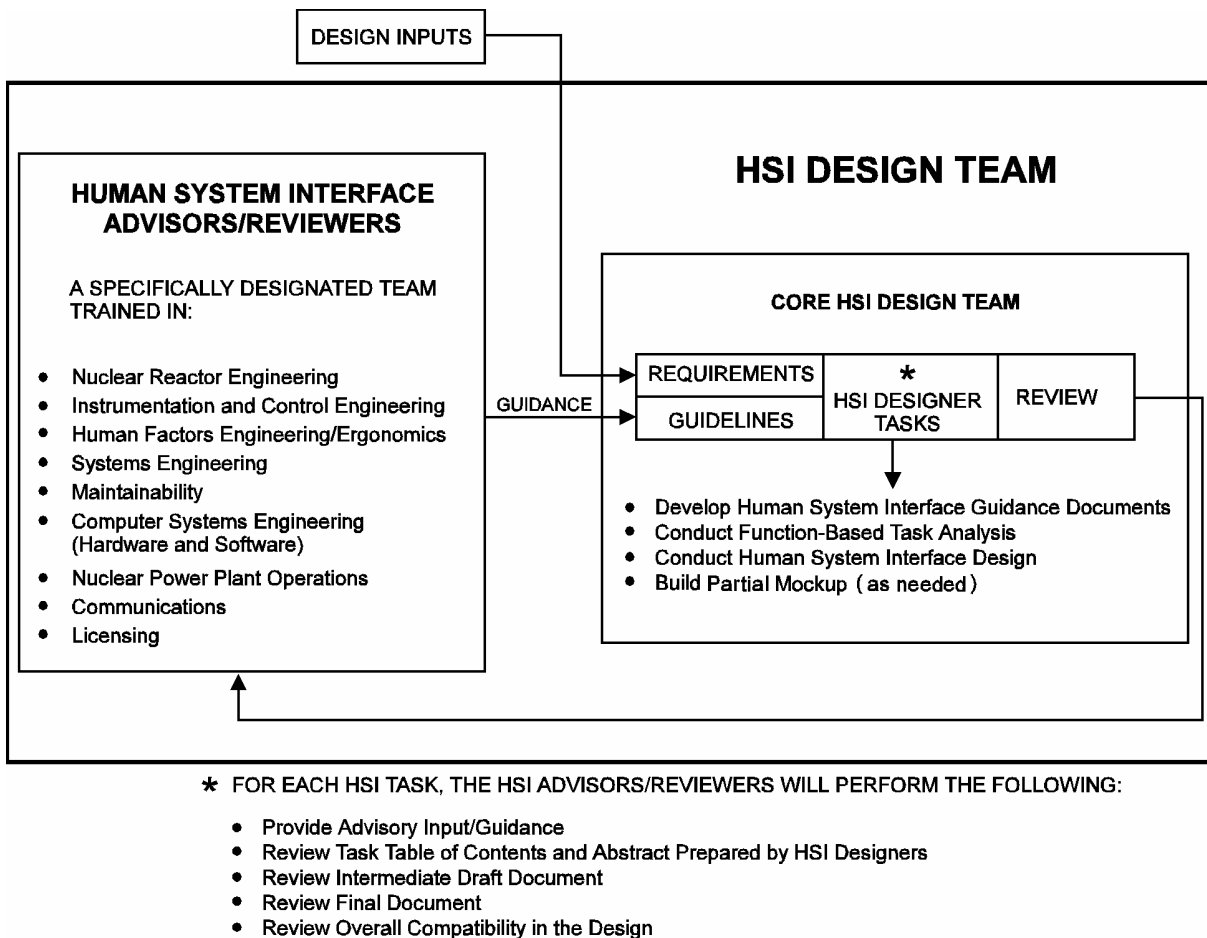 DESIGN INPUTS
HSI DESIGN TEAM
HUMAN SYSTEM INTERFACE
ADVISORS/REVIEWERS
A SPECIFICALLY DESIGNATED TEAM
TRAINED IN:
• Nuclear Reactor Engineering
• Instrumentation and Control Engineering
• Human Factors Engineering/Ergonomics
• Systems Engineering
• Maintainability
• Computer Systems Engineering
(Hardware and Software)
• Nuclear Power Plant Operations
• Communications
• Licensing
GUIDANCE
CORE HSI DESIGN TEAM
REQUIREMENTS
GUIDELINES
*
HSI DESIGNER
TASKS
REVIEW
• Develop Human System Interface Guidance Documents
• Conduct Function-Based Task Analysis
• Conduct Human System Interface Design
• Build Partial Mockup (as needed)
* FOR EACH HSI TASK, THE HSI ADVISORS/REVIEWERS WILL PERFORM THE FOLLOWING:
• Provide Advisory Input/Guidance
• Review Task Table of Contents and Abstract Prepared by HSI Designers
• Review Intermediate Draft Document
• Review Final Document
• Review Overall Compatibility in the Design